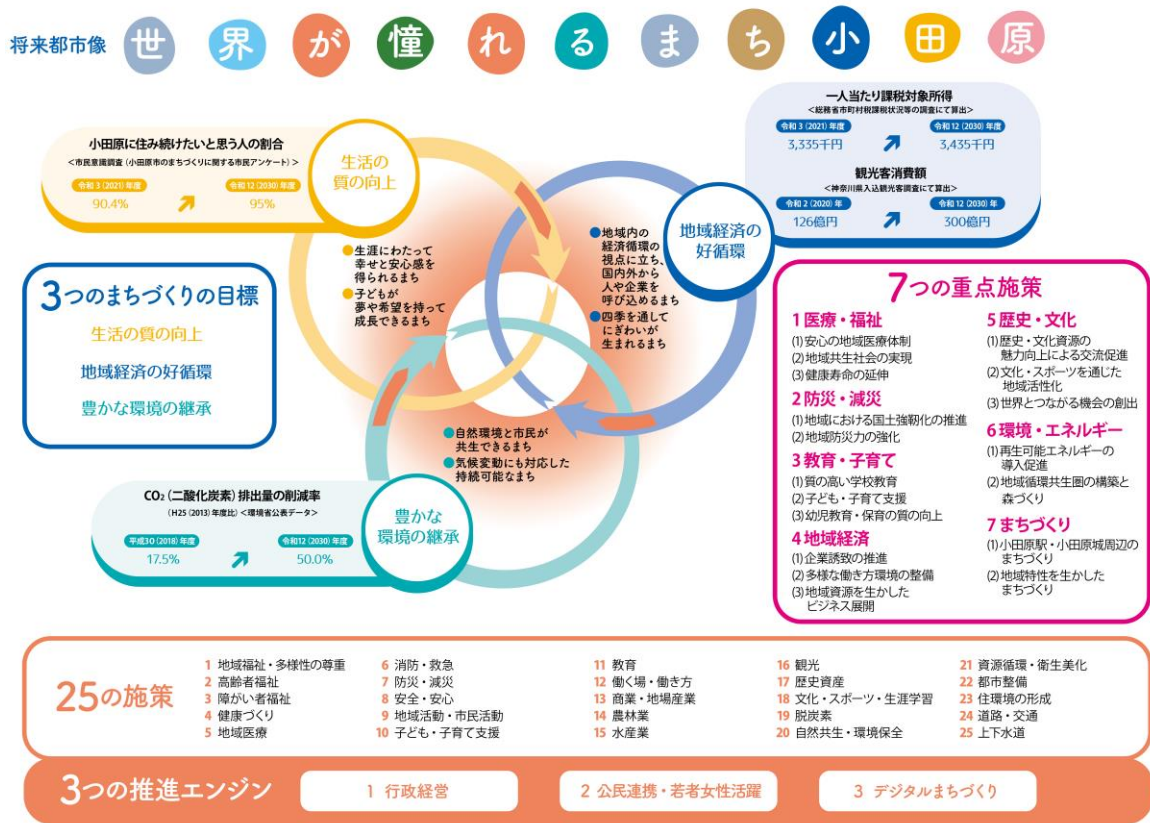 将来都市像 世界が憧れるまち小田原
小田原に住み続けたいと思う人の割合
<市民意識調査(小田原市のまちづくりに関する市民アンケート)>
令和3(2021)年度
令和12(2030)年度
90.4%
95%
生活の
質の向上
一人当たり課税対象所得
<総務省市町村税課税状況等の調査にて算出>
令和3(2021)年度
令和12(2030)年度
3,335千円
3,435千円
観光客消費額
<神奈川県入込観光客調査にて算出>
令和2(2020)年
令和12(2030)年
126億円
300億円
地域経済の
好循環
●生涯にわたって
幸せと安心感を
得られるまち
●子どもが
夢や希望を持って
成長できるまち
●地域内の
経済循環の
視点に立ち、
国内外から
人や企業を
呼び込めるまち
●四季を通して
にぎわいが
生まれるまち
●自然環境と市民が
共生できるまち
●気候変動にも対応した
持続可能なまち
3つのまちづくりの目標
生活の質の向上
地域経済の好循環
豊かな環境の継承
CO₂(二酸化炭素)排出量の削減率
(H25(2013)年度比)<環境省公表データ>
平成30(2018)年度
令和12(2030)年度
17.5%
50.0%
豊かな
環境の継承
7つの重点施策
1 医療・福祉
(1)安心の地域医療体制
(2)地域共生社会の実現
(3)健康寿命の延伸
2 防災・減災
(1)地域における国土強靭化の推進
(2)地域防災力の強化
3 教育・子育て
(1)質の高い学校教育
(2)子ども・子育て支援
(3)幼児教育・保育の質の向上
4 地域経済
(1)企業誘致の推進
(2)多様な働き方環境の整備
(3)地域資源を生かした
ビジネス展開
5 歴史・文化
(1)歴史・文化資源の
魅力向上による交流促進
(2)文化・スポーツを通じた
地域活性化
(3)世界とつながる機会の創出
6 環境・エネルギー
(1)再生可能エネルギーの
導入促進
(2)地域循環共生圏の構築と
森づくり
7 まちづくり
(1)小田原駅・小田原城周辺の
まちづくり
(2)地域特性を生かした
まちづくり
25の施策
1 地域福祉・多様性の尊重
2 高齢者福祉
3 障がい者福祉
4 健康づくり
5 地域医療
6 消防・救急
7 防災・減災
8 安全・安心
9 地域活動・市民活動
10 子ども・子育て支援
11 教育
12 働く場・働き方
13 商業・地場産業
14 農林業
15 水産業
16 観光
17 歴史資産
18 文化・スポーツ・生涯学習
19 脱炭素
20 自然共生・環境保全
21 資源循環・衛生美化
22 都市整備
23 住環境の形成
24 道路・交通
25 上下水道
3つの推進エンジン
1 行政経営
2 公民連携・若者女性活躍
3 デジタルまちづくり